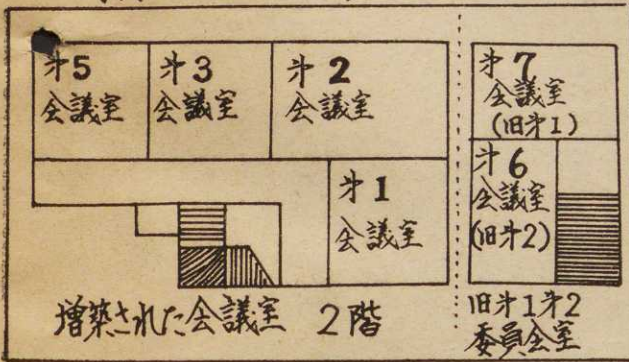 才5
会議室
才3
会議室
才2
会議室
才1
会議室
増築された会議室 2階
才7
会議室
(旧才1)
才6
会議室
(旧才2)
旧才1才2
委員会室